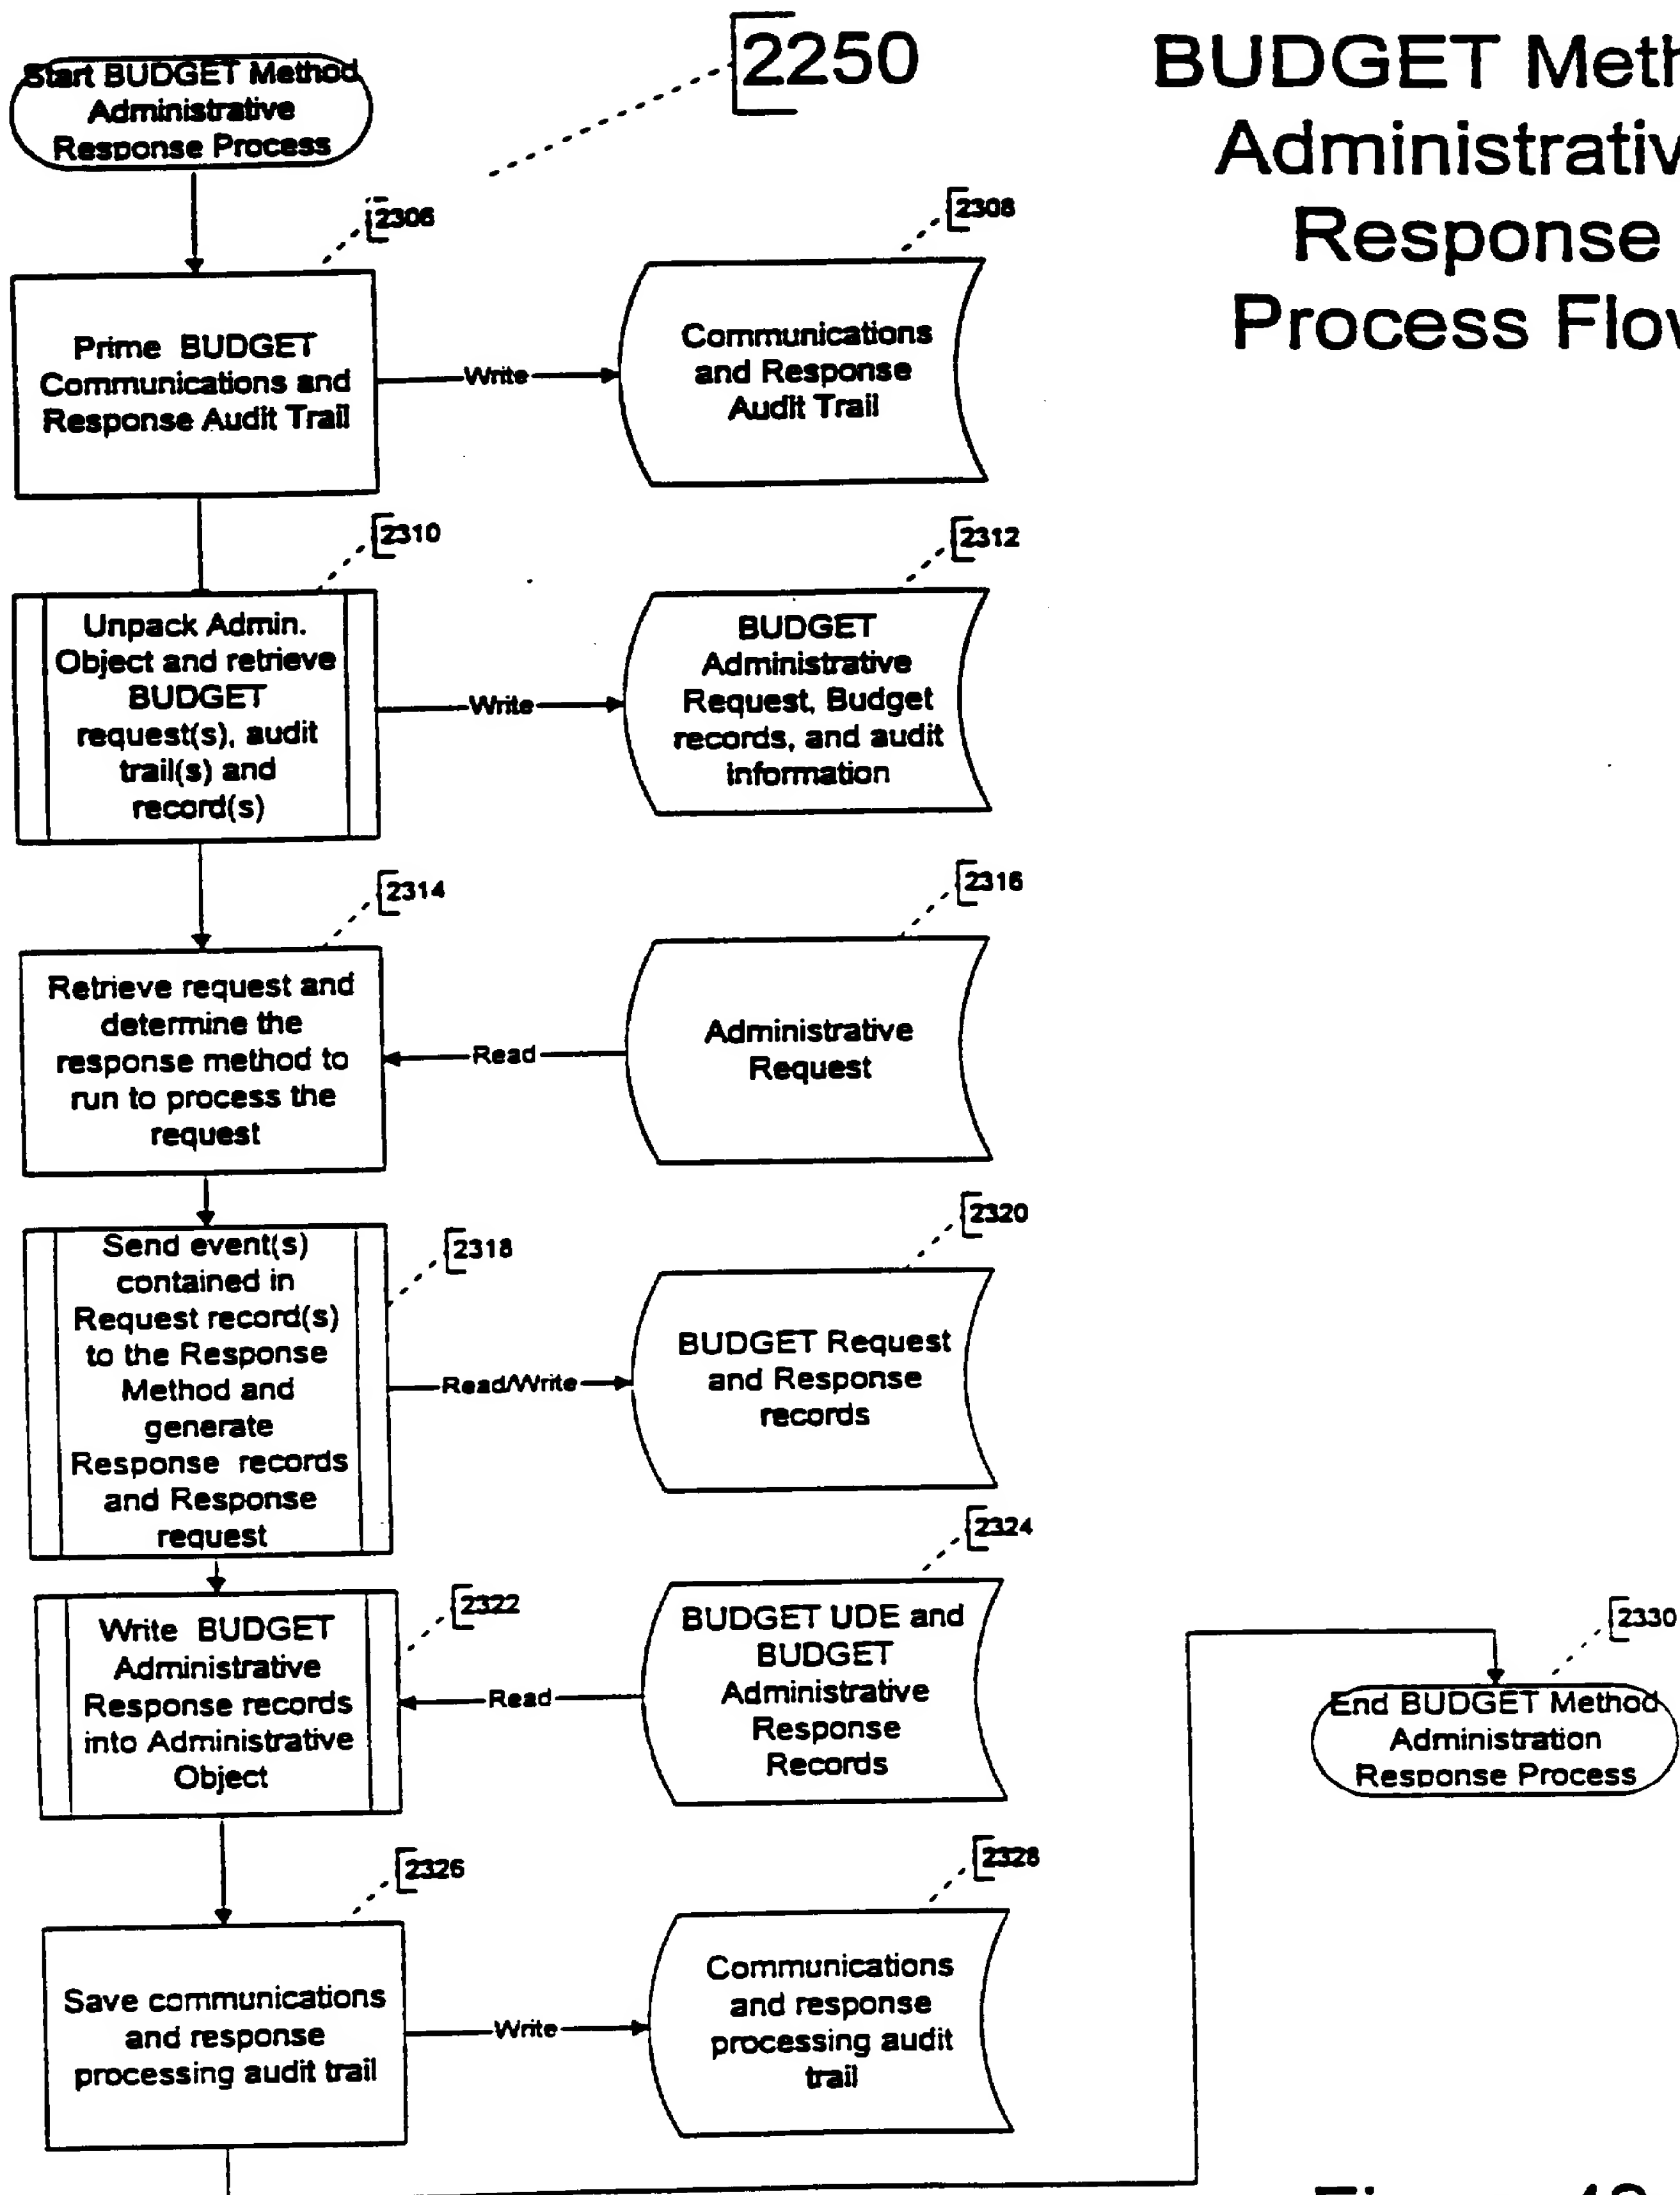 2250
BUDGET Meth
Administrativ
Response
Process Flow
Start BUDGET Method
Administrative
Response Process
2306
2308
Prime BUDGET
Communications and
Response Audit Trail
Write
Communications
and Response
Audit Trail
2310
2312
Unpack Admin.
Object and retrieve
BUDGET
request(s), audit
trail(s) and
record(s)
Write
BUDGET
Administrative
Request, Budget
records, and audit
information
2314
2316
Retrieve request and
determine the
response method to
run to process the
request
Read
Administrative
Request
2318
2320
Send event(s)
contained in
Request record(s)
to the Response
Method and
generate
Response records
and Response
request
Read/Write
BUDGET Request
and Response
records
2322
2324
Write BUDGET
Administrative
Response records
into Administrative
Object
Read
BUDGET UDE and
BUDGET
Administrative
Response
Records
2330
End BUDGET Method
Administration
Response Process
2326
2328
Save communications
and response
processing audit trail
Write
Communications
and response
processing audit
trail